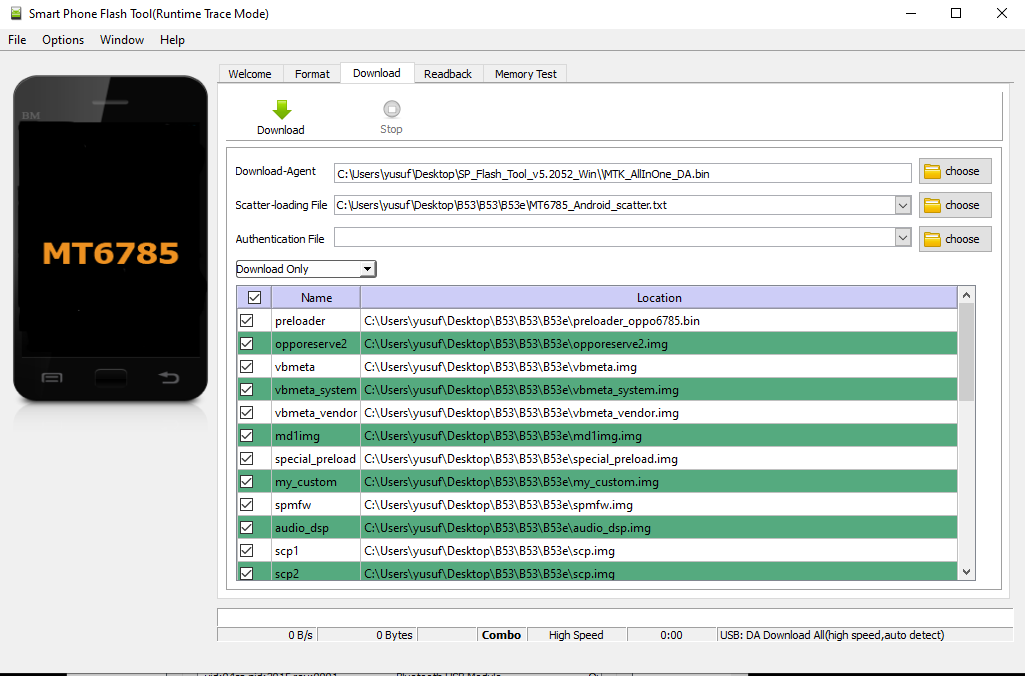 Smart Phone Flash Tool(Runtime Trace Mode)
File Options Window Help
Welcome Format Download Readback Memory Test
BM
Download Stop
Download-Agent C:\Users\yusuf\Desktop\SP_Flash_Tool_v5.2052_Win\\MTK_AllInOne_DA.bin choose
Scatter-loading File C:\Users\yusuf\Desktop\B53\B53\B53e\MT6785_Android_scatter.txt choose
Authentication File choose
MT6785
Download Only
Name Location
preloader C:\Users\yusuf\Desktop\B53\B53\B53e\preloader_oppo6785.bin
opporeserve2 C:\Users\yusuf\Desktop\B53\B53\B53e\opporeserve2.img
vbmeta C:\Users\yusuf\Desktop\B53\B53\B53e\vbmeta.img
vbmeta_system C:\Users\yusuf\Desktop\B53\B53\B53e\vbmeta_system.img
vbmeta_vendor C:\Users\yusuf\Desktop\B53\B53\B53e\vbmeta_vendor.img
md1img C:\Users\yusuf\Desktop\B53\B53\B53e\md1img.img
special_preload C:\Users\yusuf\Desktop\B53\B53\B53e\special_preload.img
my_custom C:\Users\yusuf\Desktop\B53\B53\B53e\my_custom.img
spmfw C:\Users\yusuf\Desktop\B53\B53\B53e\spmfw.img
audio_dsp C:\Users\yusuf\Desktop\B53\B53\B53e\audio_dsp.img
scp1 C:\Users\yusuf\Desktop\B53\B53\B53e\scp.img
scp2 C:\Users\yusuf\Desktop\B53\B53\B53e\scp.img
0 B/s 0 Bytes Combo High Speed 0:00 USB: DA Download All(high speed,auto detect)